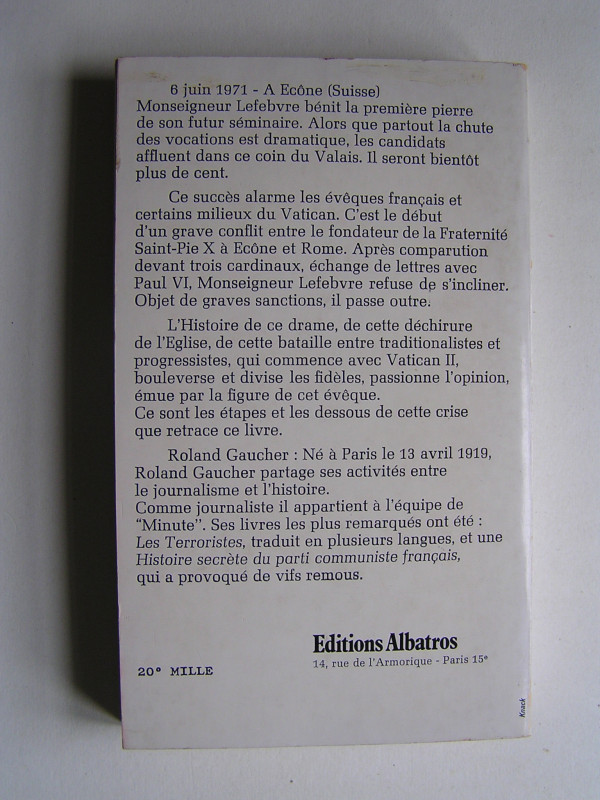 6 juin 1971 - A Ecône (Suisse)
Monseigneur Lefebvre bénit la première pierre
de son futur séminaire. Alors que partout la chute
des vocations est dramatique, les candidats
affluent dans ce coin du Valais. Il seront bientôt
plus de cent.
Ce succès alarme les évêques français et
certains milieux du Vatican. C'est le début
d'un grave conflit entre le fondateur de la Fraternité
Saint-Pie X à Ecône et Rome. Après comparution
devant trois cardinaux, échange de lettres avec
Paul VI, Monseigneur Lefebvre refuse de s'incliner.
Objet de graves sanctions, il passe outre.
L'Histoire de ce drame, de cette déchirure
de l'Eglise, de cette bataille entre traditionalistes et
progressistes, qui commence avec Vatican II,
bouleverse et divise les fidèles, passionne l'opinion,
émue par la figure de cet évêque.
Ce sont les étapes et les dessous de cette crise
que retrace ce livre.
Roland Gaucher : Né à Paris le 13 avril 1919,
Roland Gaucher partage ses activités entre
le journalisme et l'histoire.
Comme journaliste il appartient à l'équipe de
"Minute". Ses livres les plus remarqués ont été :
Les Terroristes, traduit en plusieurs langues, et une
Histoire secrète du parti communiste français,
qui a provoqué de vifs remous.
Editions Albatros
14, rue de l'Armorique - Paris 15e
20e MILLE
Knack